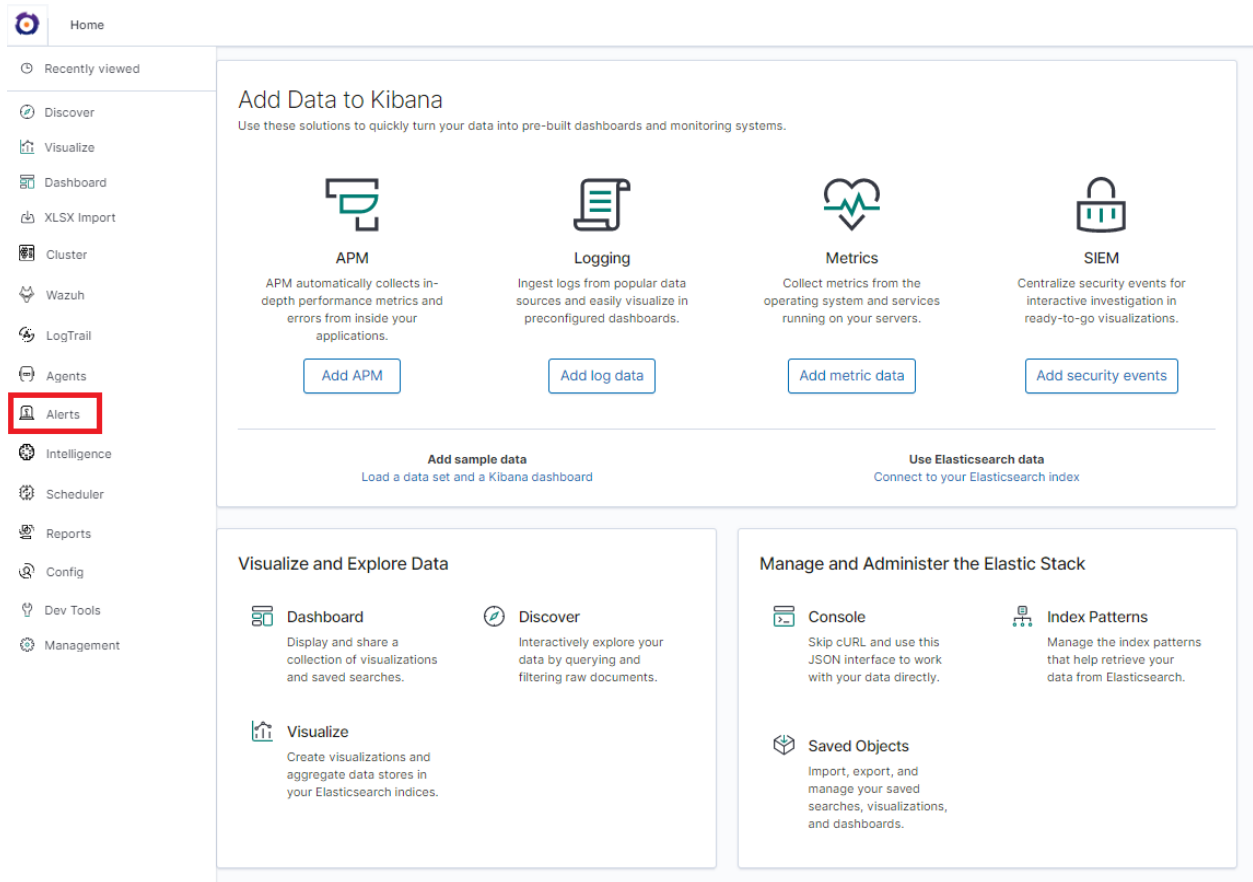 Home
Recently viewed
Discover
Visualize
Dashboard
XLSX Import
Cluster
Wazuh
LogTrail
Agents
Alerts
Intelligence
Scheduler
Reports
Config
Dev Tools
Management
Add Data to Kibana
Use these solutions to quickly turn your data into pre-built dashboards and monitoring systems.
APM
APM automatically collects in-
depth performance metrics and
errors from inside your
applications.
Add APM
Logging
Ingest logs from popular data
sources and easily visualize in
preconfigured dashboards.
Add log data
Metrics
Collect metrics from the
operating system and services
running on your servers.
Add metric data
SIEM
Centralize security events for
interactive investigation in
ready-to-go visualizations.
Add security events
Add sample data
Load a data set and a Kibana dashboard
Use Elasticsearch data
Connect to your Elasticsearch index
Visualize and Explore Data
Dashboard
Display and share a
collection of visualizations
and saved searches.
Discover
Interactively explore your
data by querying and
filtering raw documents.
Visualize
Create visualizations and
aggregate data stores in
your Elasticsearch indices.
Manage and Administer the Elastic Stack
Console
Skip cURL and use this
JSON interface to work
with your data directly.
Index Patterns
Manage the index patterns
that help retrieve your
data from Elasticsearch.
Saved Objects
Import, export, and
manage your saved
searches, visualizations,
and dashboards.